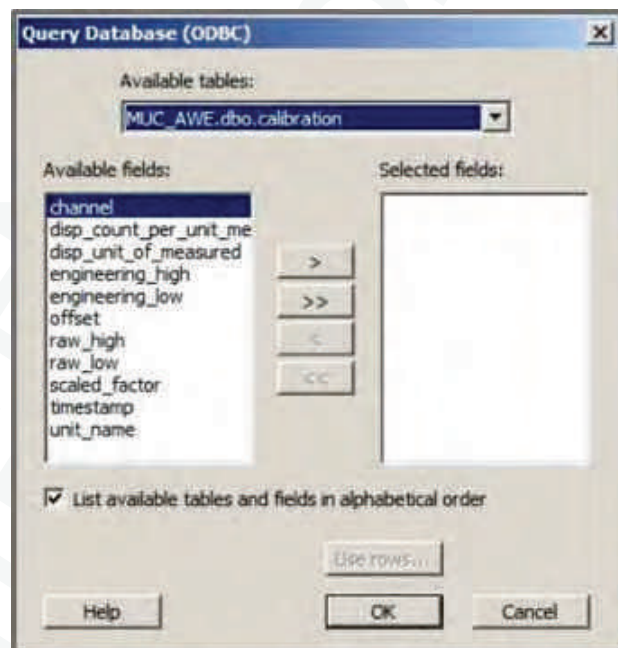 Query Database (ODBC)
Available tables:
MUC_AWE.dbo.calibration
Available fields:
Selected fields:
channel
disp_count_per_unit_me
disp_unit_of_measured
engineering_high
engineering_low
offset
raw_high
raw_low
scaled_factor
timestamp
unit_name
>
>>
<
<<
List available tables and fields in alphabetical order
Use rows...
Help
OK
Cancel